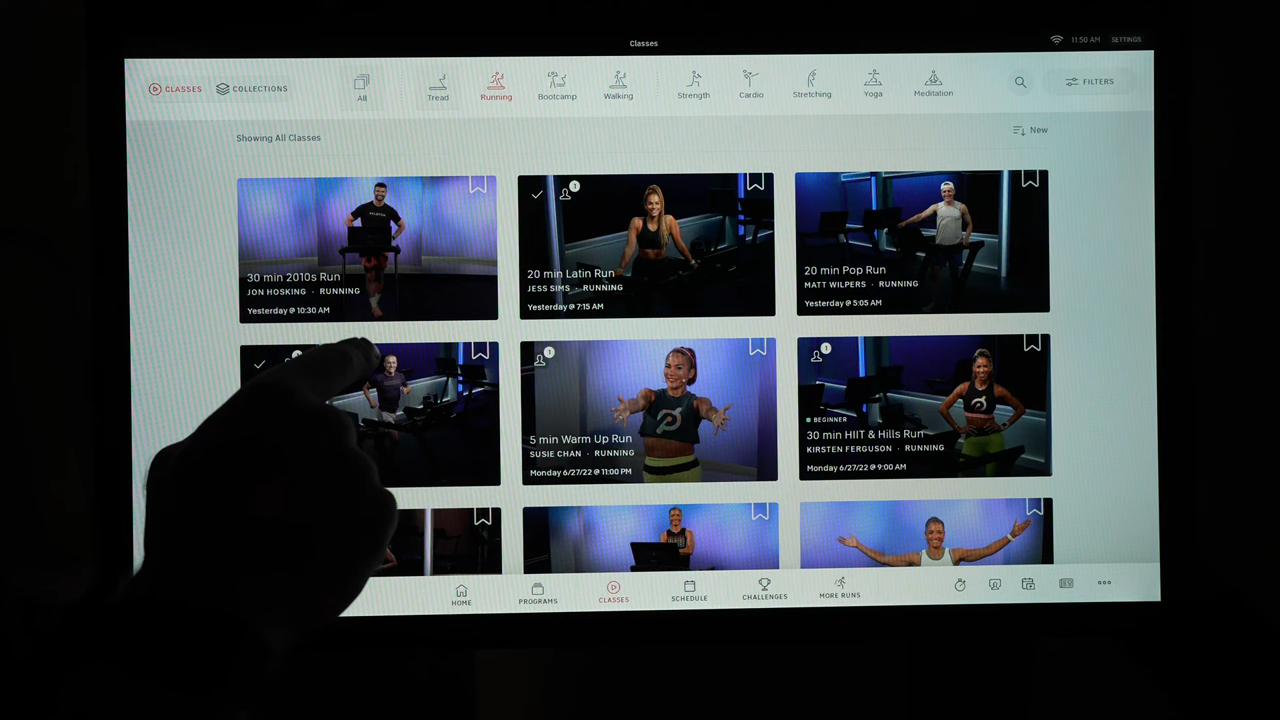 Classes
11:50 AM SETTINGS
CLASSES COLLECTIONS
All Tread Running Bootcamp Walking Strength Cardio Stretching Yoga Meditation
FILTERS
Showing All Classes
New
30 min 2010s Run
JON HOSKING · RUNNING
Yesterday @ 10:30 AM
1
20 min Latin Run
JESS SIMS · RUNNING
Yesterday @ 7:15 AM
20 min Pop Run
MATT WILPERS · RUNNING
Yesterday @ 5:05 AM
1
5 min Warm Up Run
SUSIE CHAN · RUNNING
Monday 6/27/22 @ 11:00 PM
1
BEGINNER
30 min HIIT & Hills Run
KIRSTEN FERGUSON · RUNNING
Monday 6/27/22 @ 9:00 AM
HOME PROGRAMS CLASSES SCHEDULE CHALLENGES MORE RUNS